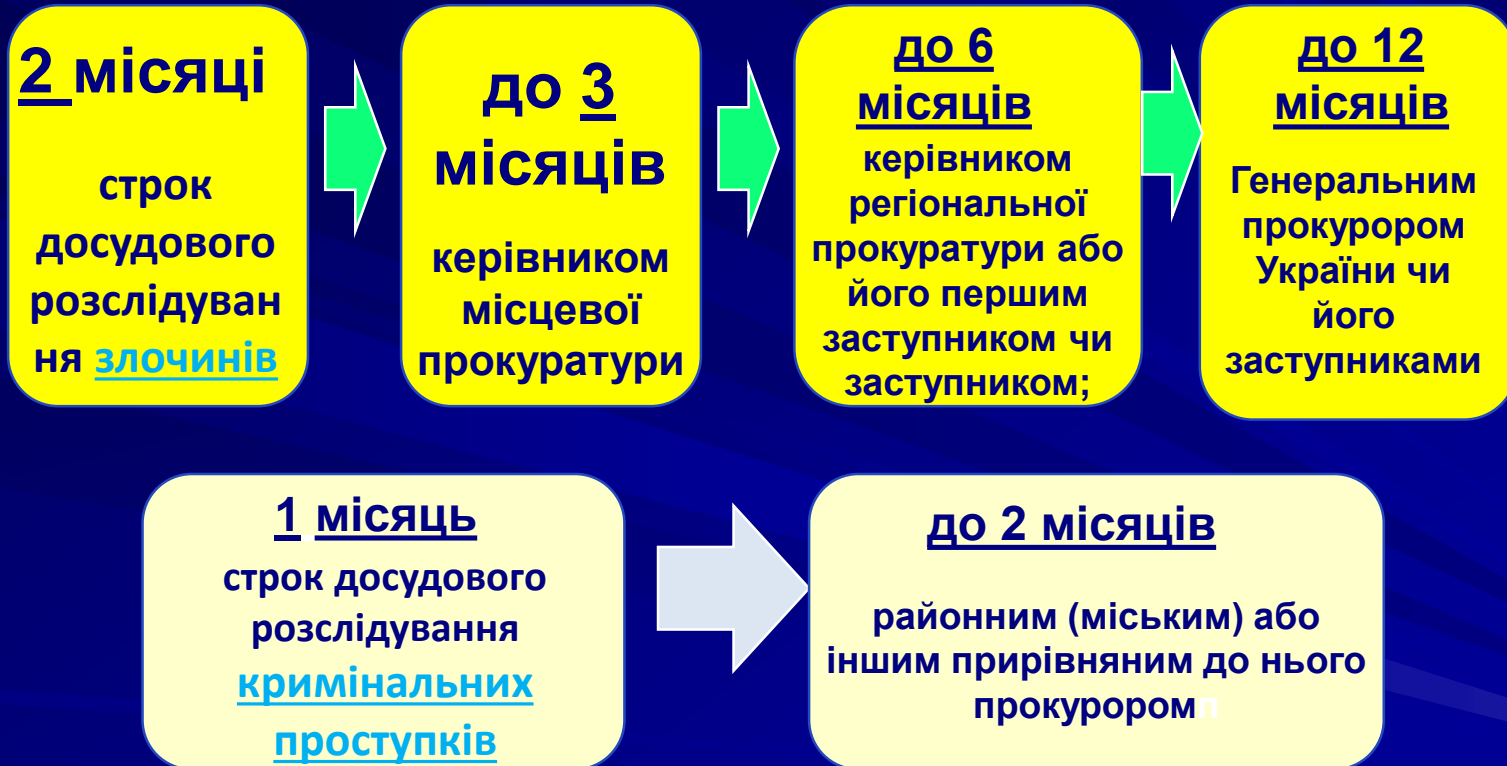 2 місяці
строк
досудового
розслідуван
ня злочинів
до 3
місяців
керівником
місцевої
прокуратури
до 6
місяців
керівником
регіональної
прокуратури або
його першим
заступником чи
заступником;
до 12
місяців
Генеральним
прокурором
України чи
його
заступниками
1 місяць
строк досудового
розслідування
кримінальних
проступків
до 2 місяців
районним (міським) або
іншим прирівняним до нього
прокуроромп